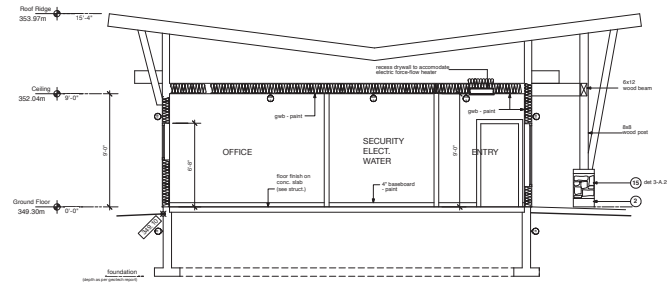 Roof Ridge
353.97m 15'-4"
recess drywall to accomodate
electric force-flow heater
Ceiling
352.04m 9'-0"
6x12
wood beam
gwb - paint
gwb - paint
8x8
wood post
9'-0"
6'-8"
OFFICE
SECURITY
ELECT.
WATER
9'-0"
ENTRY
floor finish on
conc. slab
(see struct.)
4" baseboard
- paint
15 det 3-A.2
2
Ground Floor
349.30m 0'-0"
349.30
foundation
(depth as per geotech report)